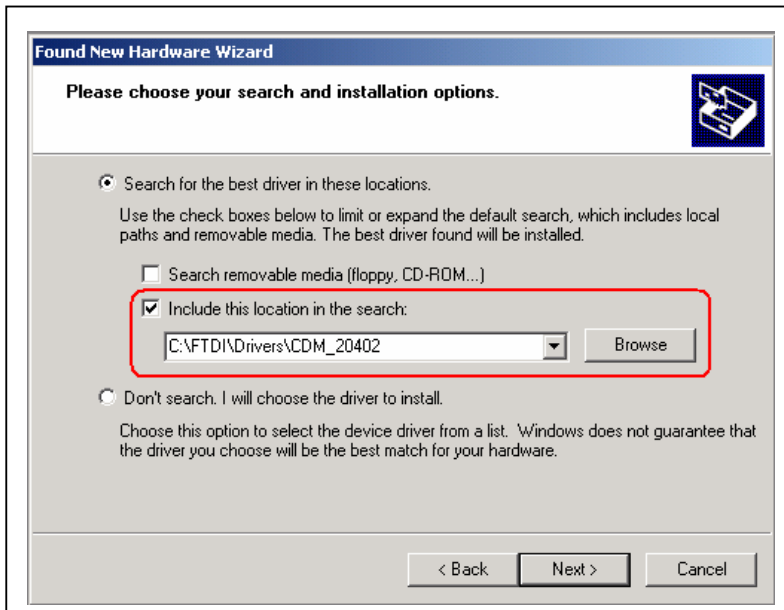 Found New Hardware Wizard
Please choose your search and installation options.
Search for the best driver in these locations.
Use the check boxes below to limit or expand the default search, which includes local
paths and removable media. The best driver found will be installed.
Search removable media (floppy, CD-ROM...)
Include this location in the search:
C:\FTDI\Drivers\CDM_20402
Browse
Don't search. I will choose the driver to install.
Choose this option to select the device driver from a list. Windows does not guarantee that
the driver you choose will be the best match for your hardware.
< Back Next > Cancel